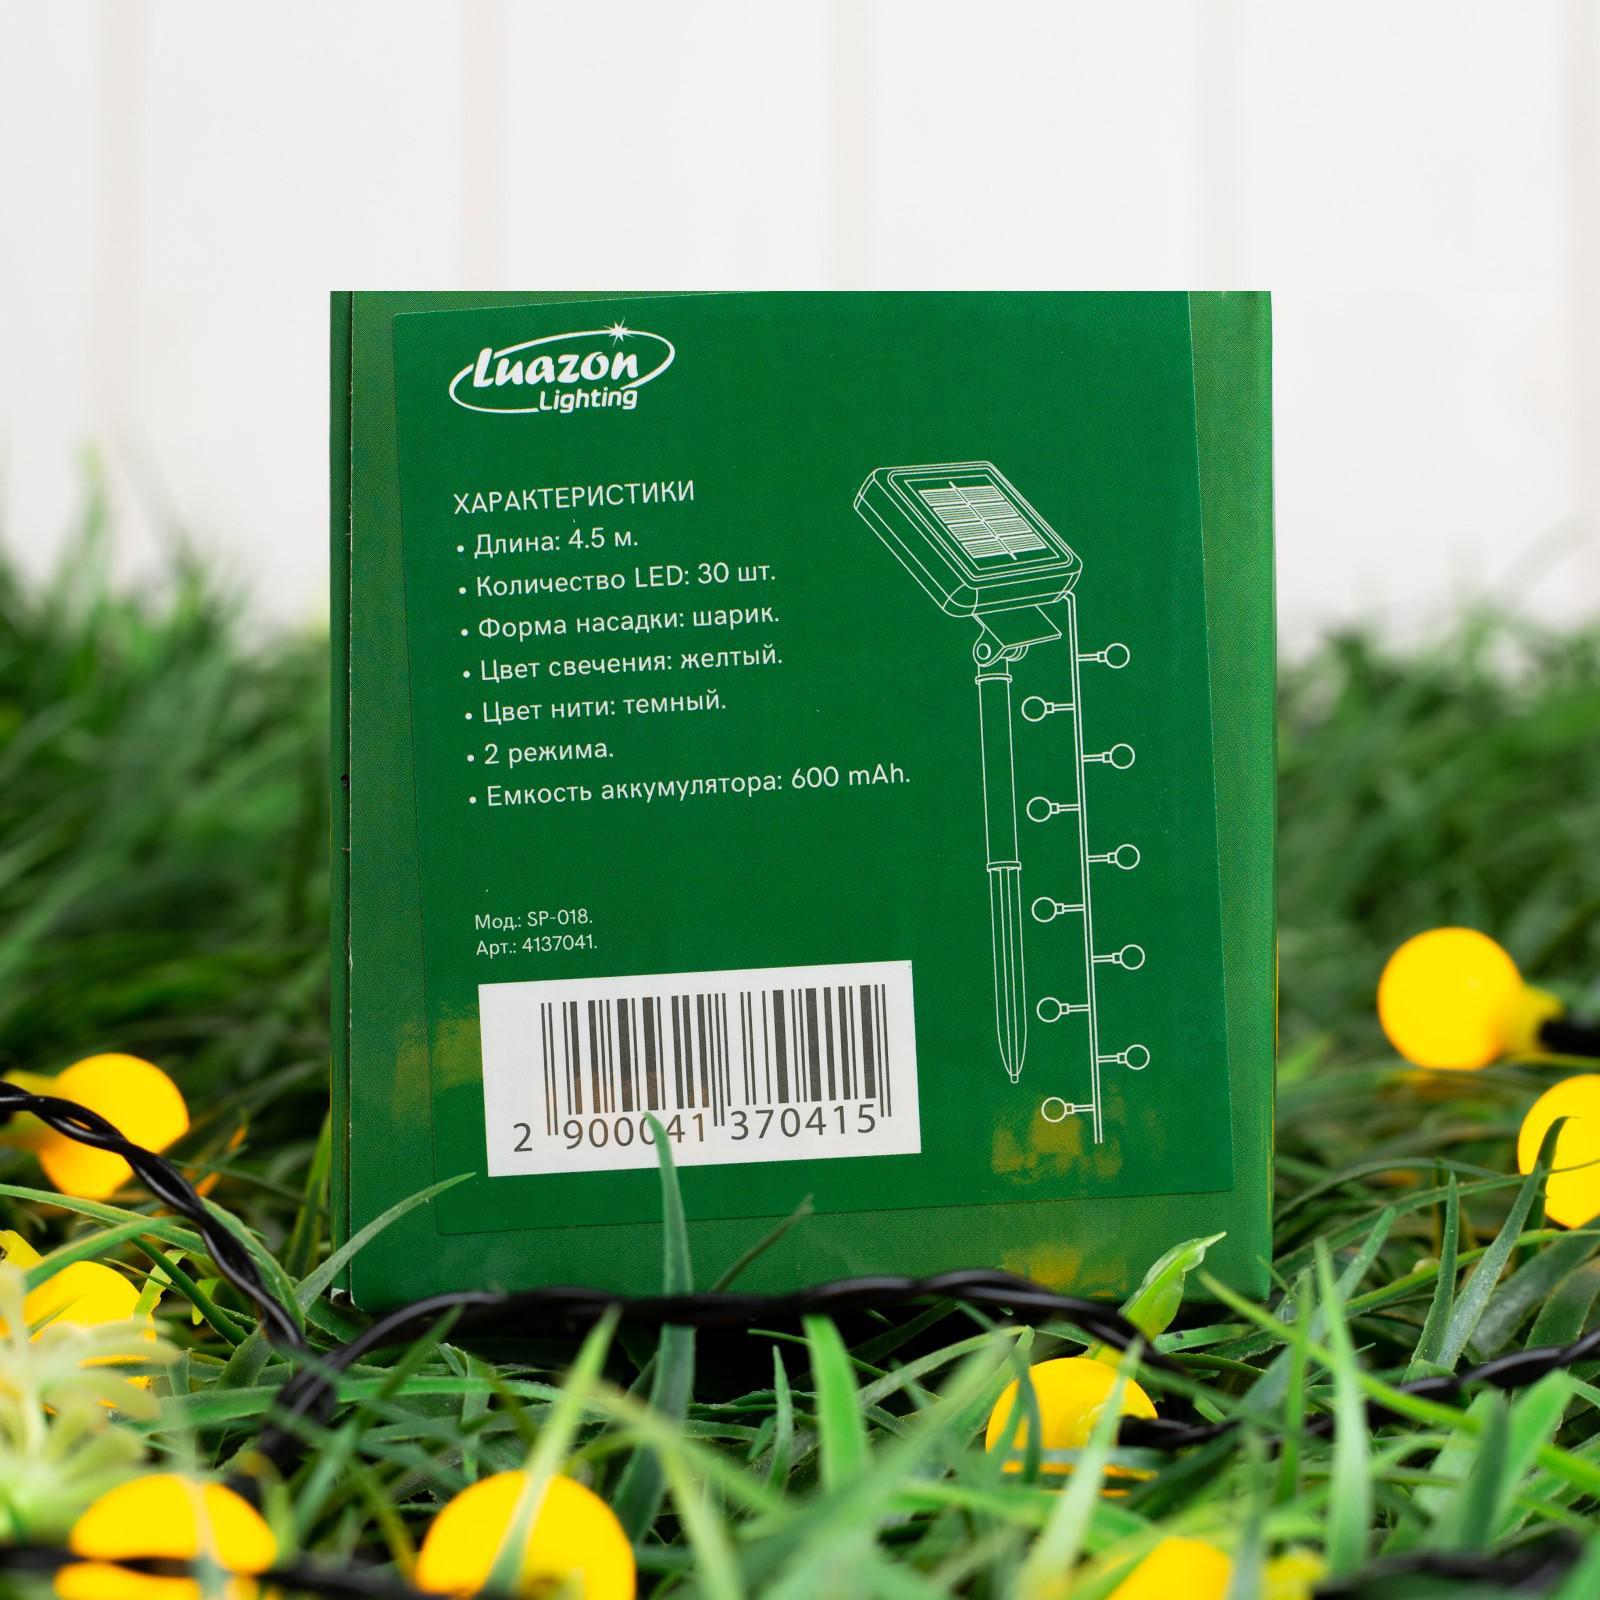 Luazon
Lighting
ХАРАКТЕРИСТИКИ
• Длина: 4.5 м.
• Количество LED: 30 шт.
• Форма насадки: шарик.
• Цвет свечения: желтый.
• Цвет нити: темный.
• 2 режима.
• Емкость аккумулятора: 600 mAh.
Мод.: SP-018.
Арт.: 4137041.
2 900041 370415